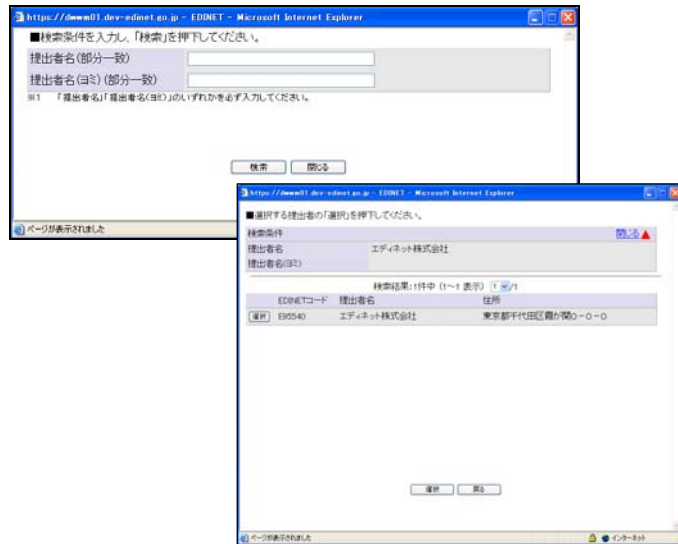 https://dwwm01.dev-edinet.go.jp - EDINET - Microsoft Internet Explorer
■検索条件を入力し、「検索」を押下してください。
提出者名(部分一致)
提出者名(ヨミ)(部分一致)
※1 「提出者名」「提出者名(ヨミ)」のいずれかを必ず入力してください。
検索 閉じる
ページが表示されました
https://dwwm01.dev-edinet.go.jp - EDINET - Microsoft Internet Explorer
■選択する提出者の「選択」を押下してください。
検索条件 閉じる▲
提出者名 エディネット株式会社
提出者名(ヨミ)
検索結果:1件中 (1～1 表示) 1 /1
EDINETコード 提出者名 住所
選択 E95540 エディネット株式会社 東京都千代田区霞が関0-0-0
選択 戻る
ページが表示されました インターネット